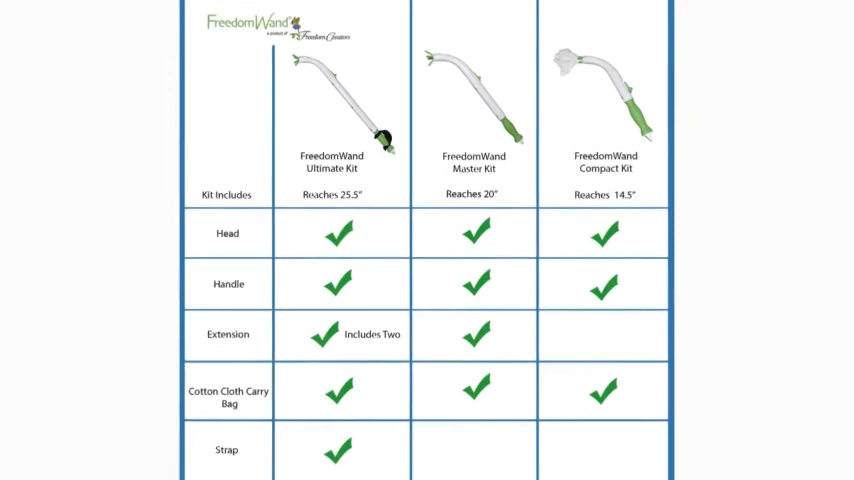 FreedomWand
a product of Freedom Creators
FreedomWand
Ultimate Kit
FreedomWand
Master Kit
FreedomWand
Compact Kit
Kit Includes
Reaches 25.5"
Reaches 20"
Reaches 14.5"
Head
Handle
Extension
Includes Two
Cotton Cloth Carry
Bag
Strap